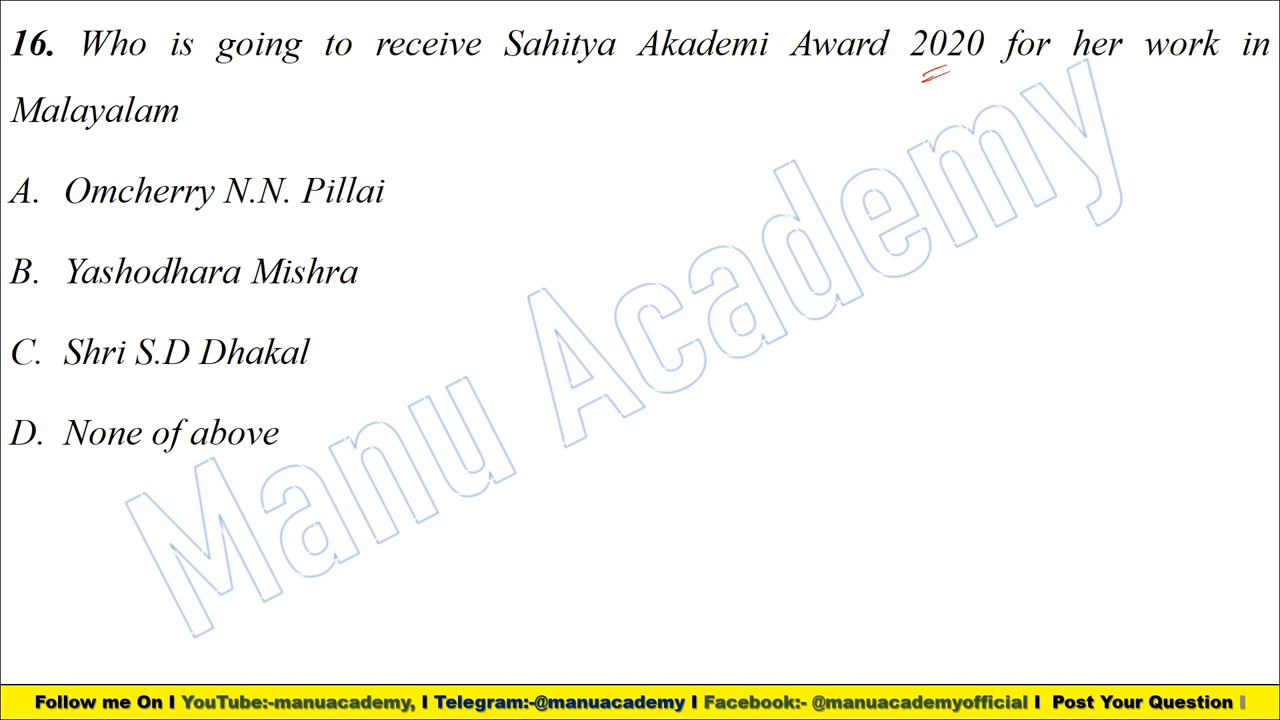 16. Who is going to receive Sahitya Akademi Award 2020 for her work in
Malayalam
A. Omcherry N.N. Pillai
B. Yashodhara Mishra
C. Shri S.D Dhakal
D. None of above
Manu Academy
Follow me On I YouTube:-manuacademy, I Telegram:-@manuacademy I Facebook:- @manuacademyofficial I Post Your Question |